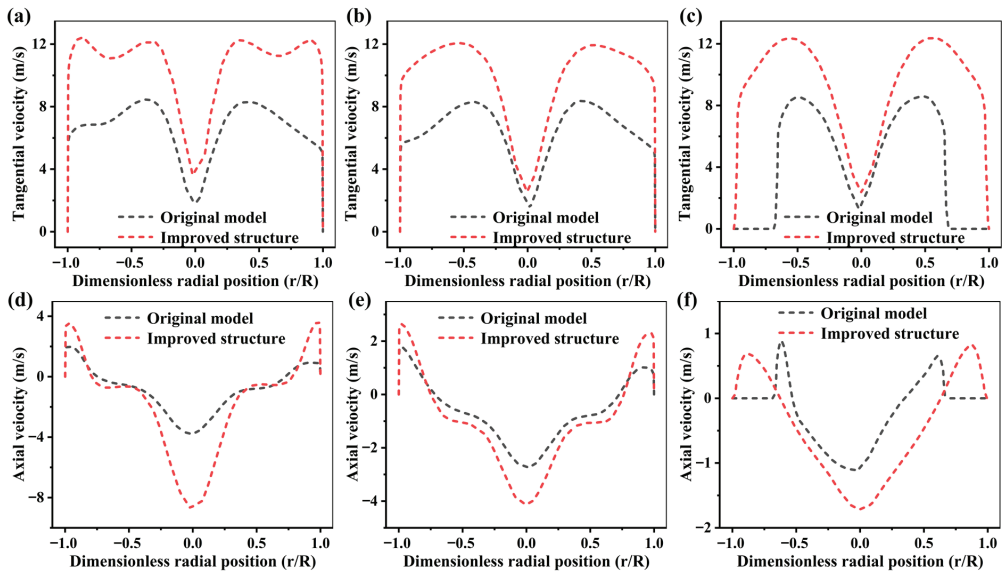 (a)
Tangential veiocity (m/s)
12
8
4
0
Original model
Improved structure
−1.0 −0.5 0.0 0.5 1.0
Dimensionless radial position (r/R)
(b)
Tangential veiocity (m/s)
12
8
4
0
Original model
Improved structure
−1.0 −0.5 0.0 0.5 1.0
Dimensionless radial position (r/R)
(c)
Tangential veiocity (m/s)
12
8
4
0
Original model
Improved structure
−1.0 −0.5 0.0 0.5 1.0
Dimensionless radial position (r/R)
(d)
Axial veiocity (m/s)
4
0
−4
−8
Original model
Improved structure
−1.0 −0.5 0.0 0.5 1.0
Dimensionless radial position (r/R)
(e)
Axial veiocity (m/s)
2
0
−2
−4
Original model
Improved structure
−1.0 −0.5 0.0 0.5 1.0
Dimensionless radial position (r/R)
(f)
Axial veiocity (m/s)
1
0
−1
−2
Original model
Improved structure
−1.0 −0.5 0.0 0.5 1.0
Dimensionless radial position (r/R)